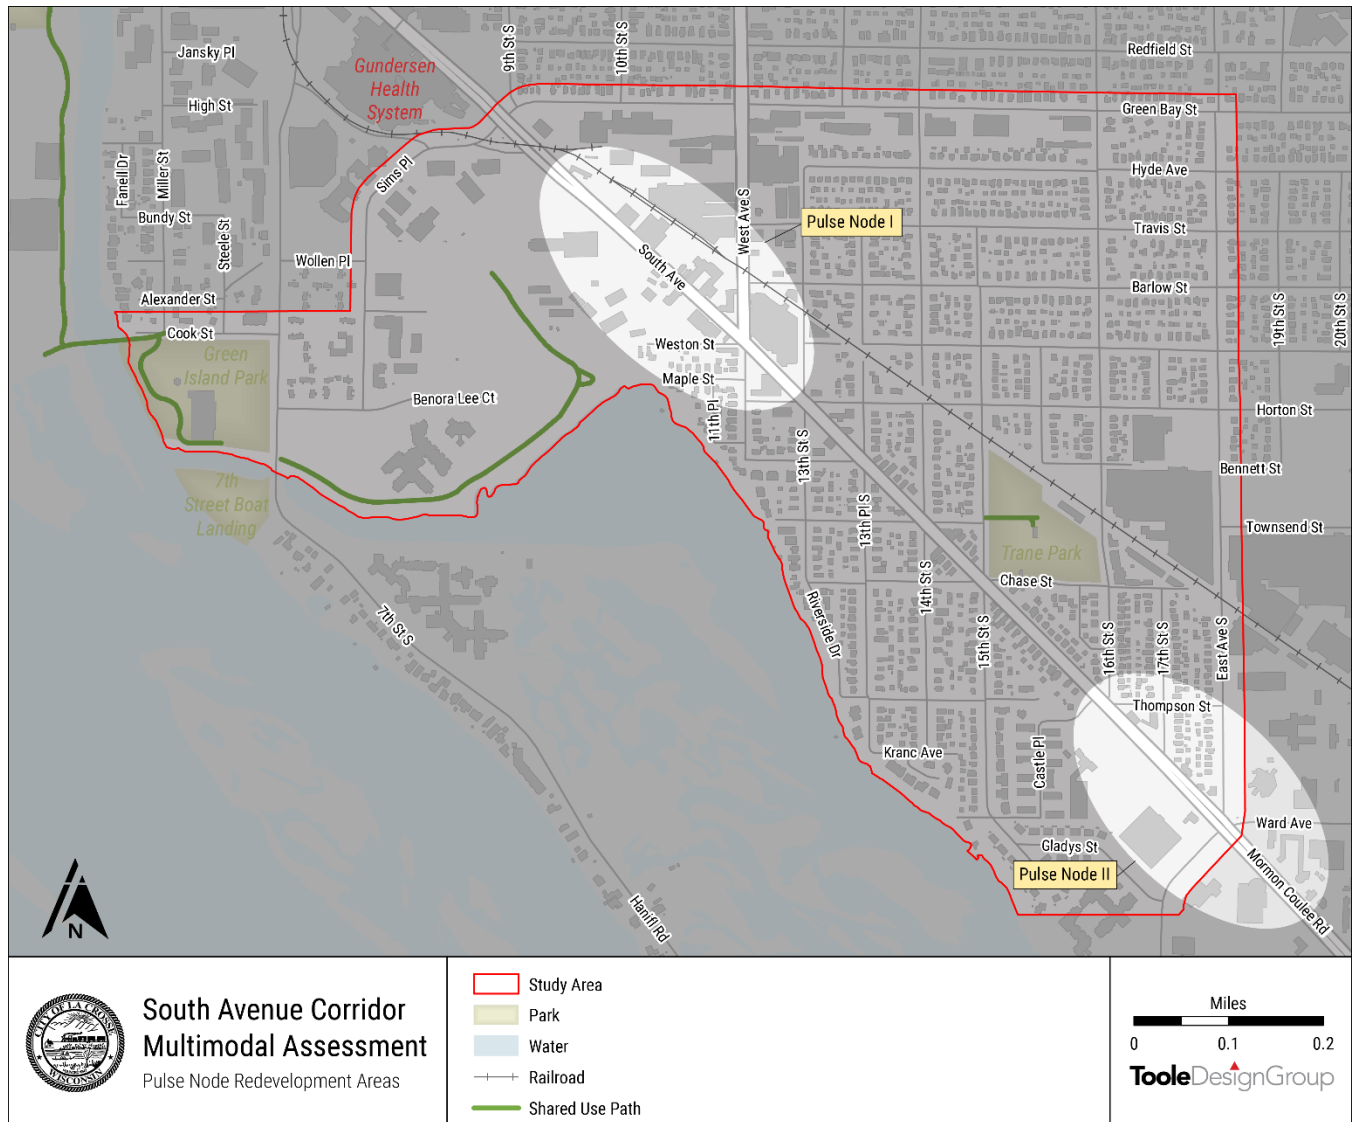 Jansky Pl
High St
Gundersen
Health
System
9th St S
10th St S
Redfield St
Green Bay St
Fanell Dr
Miller St
Bundy St
Steele St
Sims Pl
Hyde Ave
Travis St
Barlow St
Pulse Node I
West Ave S
South Ave
Wollen Pl
Alexander St
Cook St
Green
Island Park
Weston St
Maple St
11th Pl
Benora Lee Ct
19th St S
20th St S
Horton St
Bennett St
Townsend St
13th St S
13th Pl S
14th St S
15th St S
Trane Park
Chase St
7th
Street Boat
Landing
7th St S
Riverside Dr
16th St S
17th St S
East Ave S
Thompson St
Kranc Ave
Castle Pl
Gladys St
Pulse Node II
Ward Ave
Mormon Coulee Rd
Hanifl Rd
N
CITY OF LA CROSSE
WISCONSIN
South Avenue Corridor
Multimodal Assessment
Pulse Node Redevelopment Areas
Study Area
Park
Water
Railroad
Shared Use Path
Miles
0 0.1 0.2
TooleDesignGroup